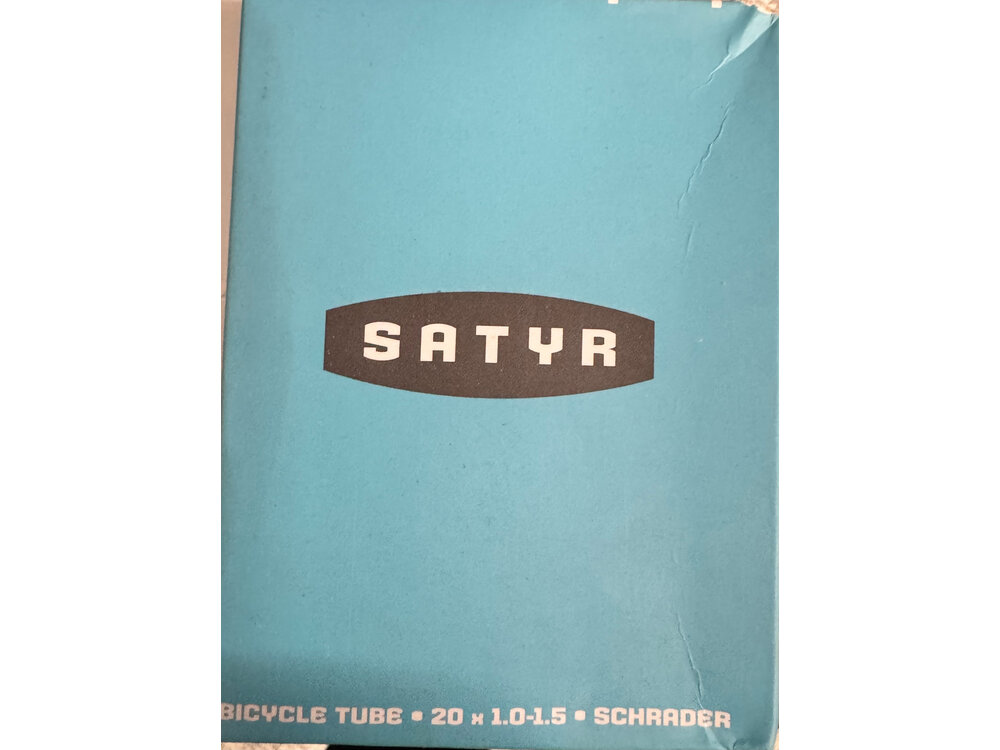 SATYR
BICYCLE TUBE • 20 x 1.0-1.5 • SCHRADER